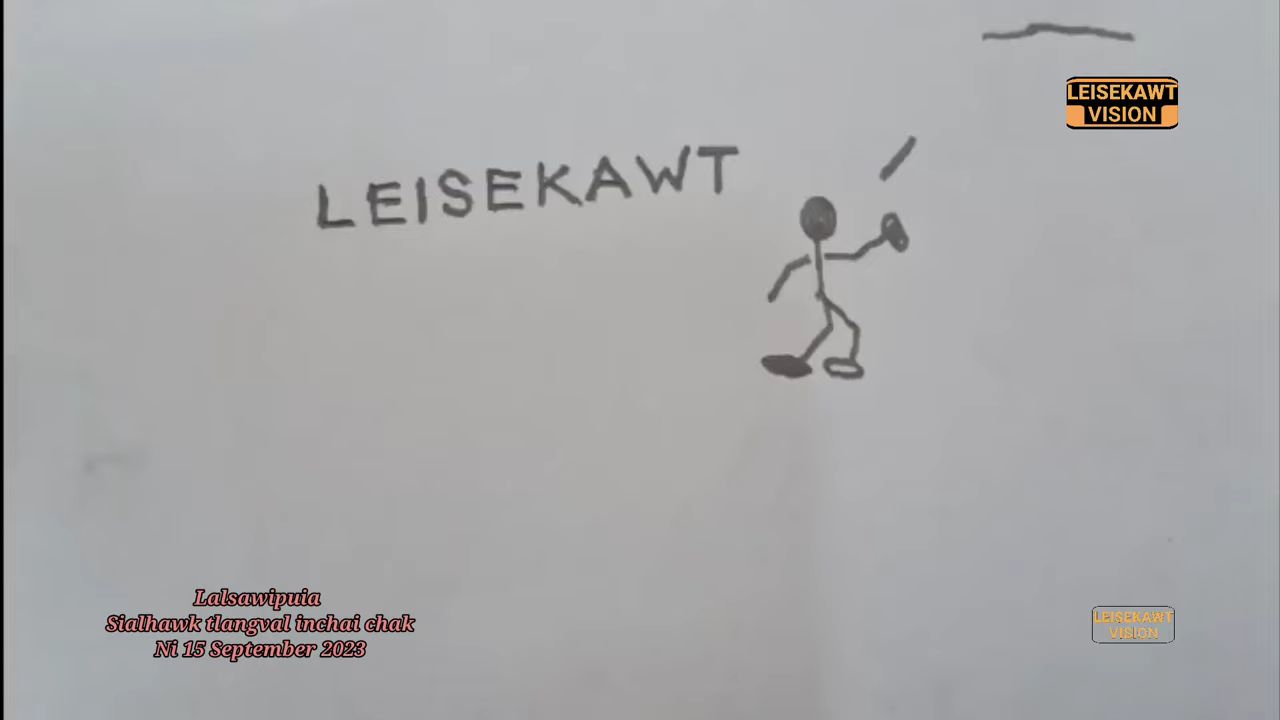 LEISEKAWT
VISION
LEISEKAWT
Lalsawipuia
Sialhawk tlangval inchai chak
Ni 15 September 2023
LEISEKAWT
VISION